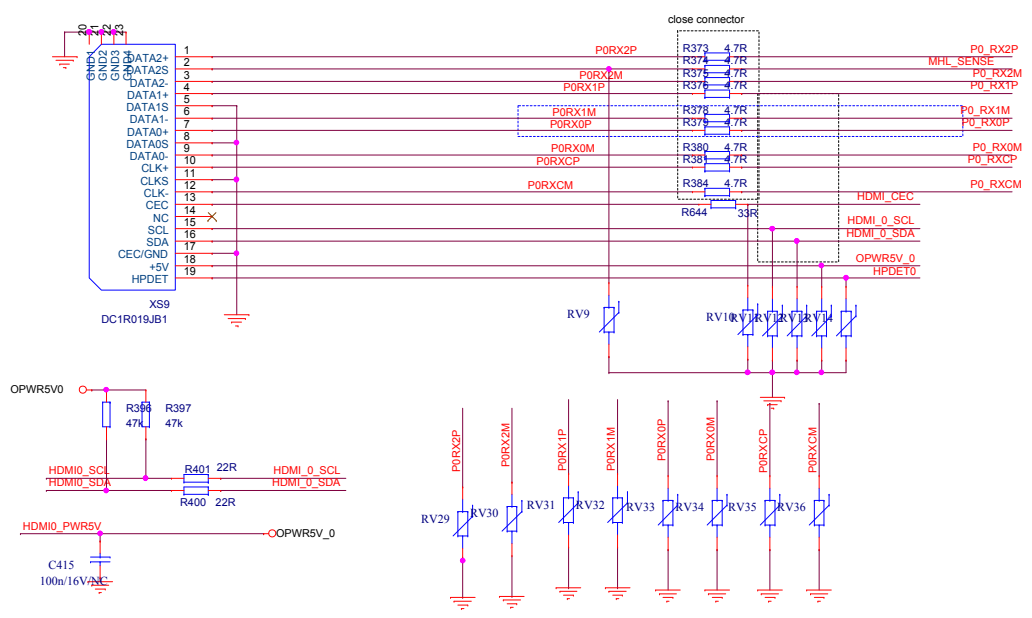 close connector
20
21
22
23
GND1
GND2
GND3
GND4
DATA2+ 1 P0RX2P R373 4.7R P0_RX2P
DATA2S 2 R374 4.7R MHL_SENSE
DATA2- 3 P0RX2M R375 4.7R P0_RX2M
DATA1+ 4 P0RX1P R376 4.7R P0_RX1P
DATA1S 5
DATA1- 6 P0RX1M R378 4.7R P0_RX1M
DATA0+ 7 P0RX0P R379 4.7R P0_RX0P
DATA0S 8
DATA0- 9 P0RX0M R380 4.7R P0_RX0M
CLK+ 10 P0RXCP R381 4.7R P0_RXCP
CLKS 11
CLK- 12 P0RXCM R384 4.7R P0_RXCM
CEC 13 R644 33R HDMI_CEC
NC 14
SCL 15 HDMI_0_SCL
SDA 16 HDMI_0_SDA
CEC/GND 17
+5V 18 OPWR5V_0
HPDET 19 HPDET0
XS9
DC1R019JB1
RV9 RV10 RV11 RV12 RV13 RV14
OPWR5V0
R396 R397
47k 47k
HDMI0_SCL R401 22R HDMI_0_SCL
HDMI0_SDA HDMI_0_SDA
R400 22R
HDMI0_PWR5V OPWR5V_0
C415
100n/16V/NC
P0RX2P
P0RX2M
P0RX1P
P0RX1M
P0RX0P
P0RX0M
P0RXCP
P0RXCM
RV29 RV30 RV31 RV32 RV33 RV34 RV35 RV36